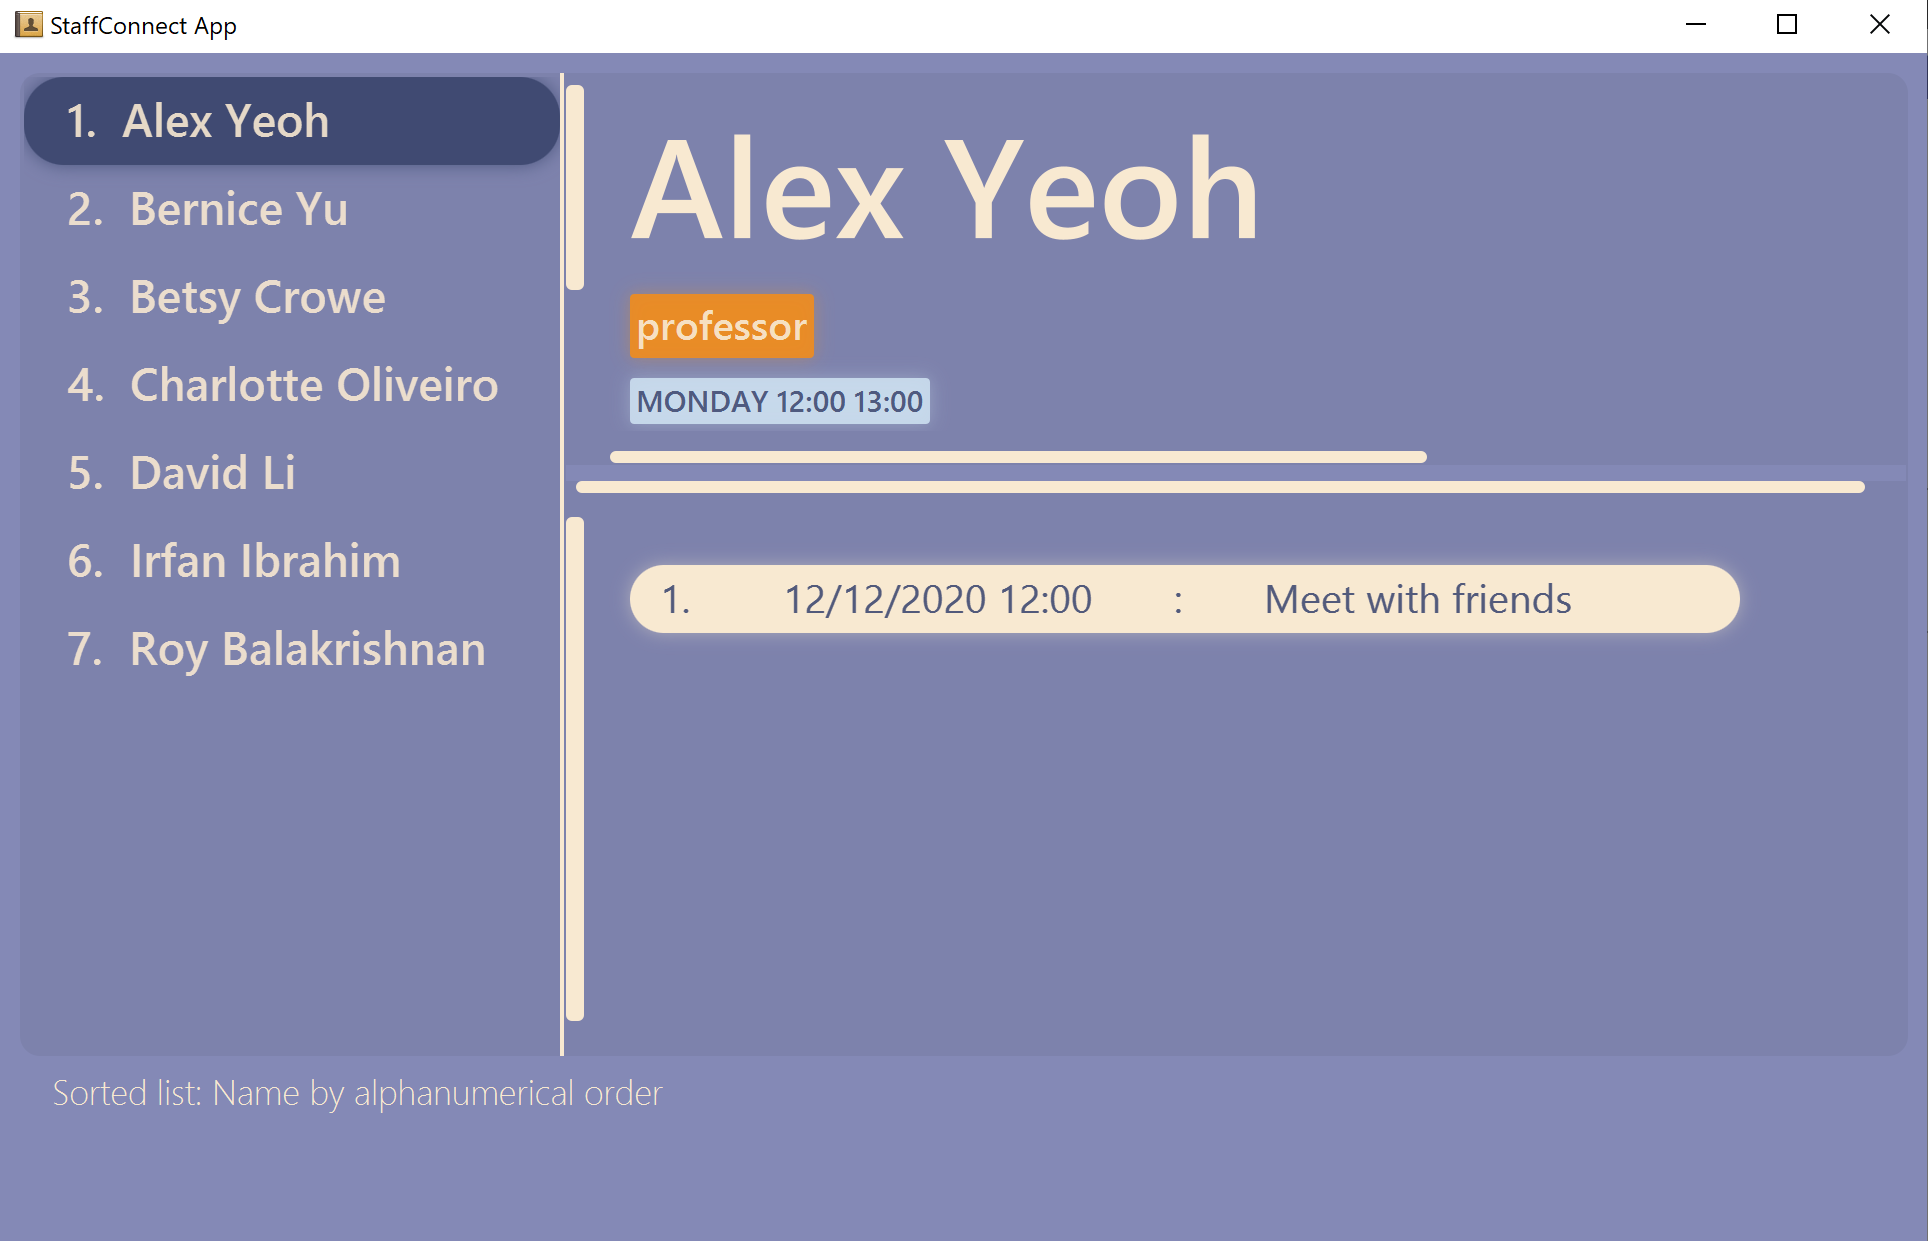 StaffConnect App
1. Alex Yeoh
2. Bernice Yu
3. Betsy Crowe
4. Charlotte Oliveiro
5. David Li
6. Irfan Ibrahim
7. Roy Balakrishnan
Alex Yeoh
professor
MONDAY 12:00 13:00
1. 12/12/2020 12:00 : Meet with friends
Sorted list: Name by alphanumerical order